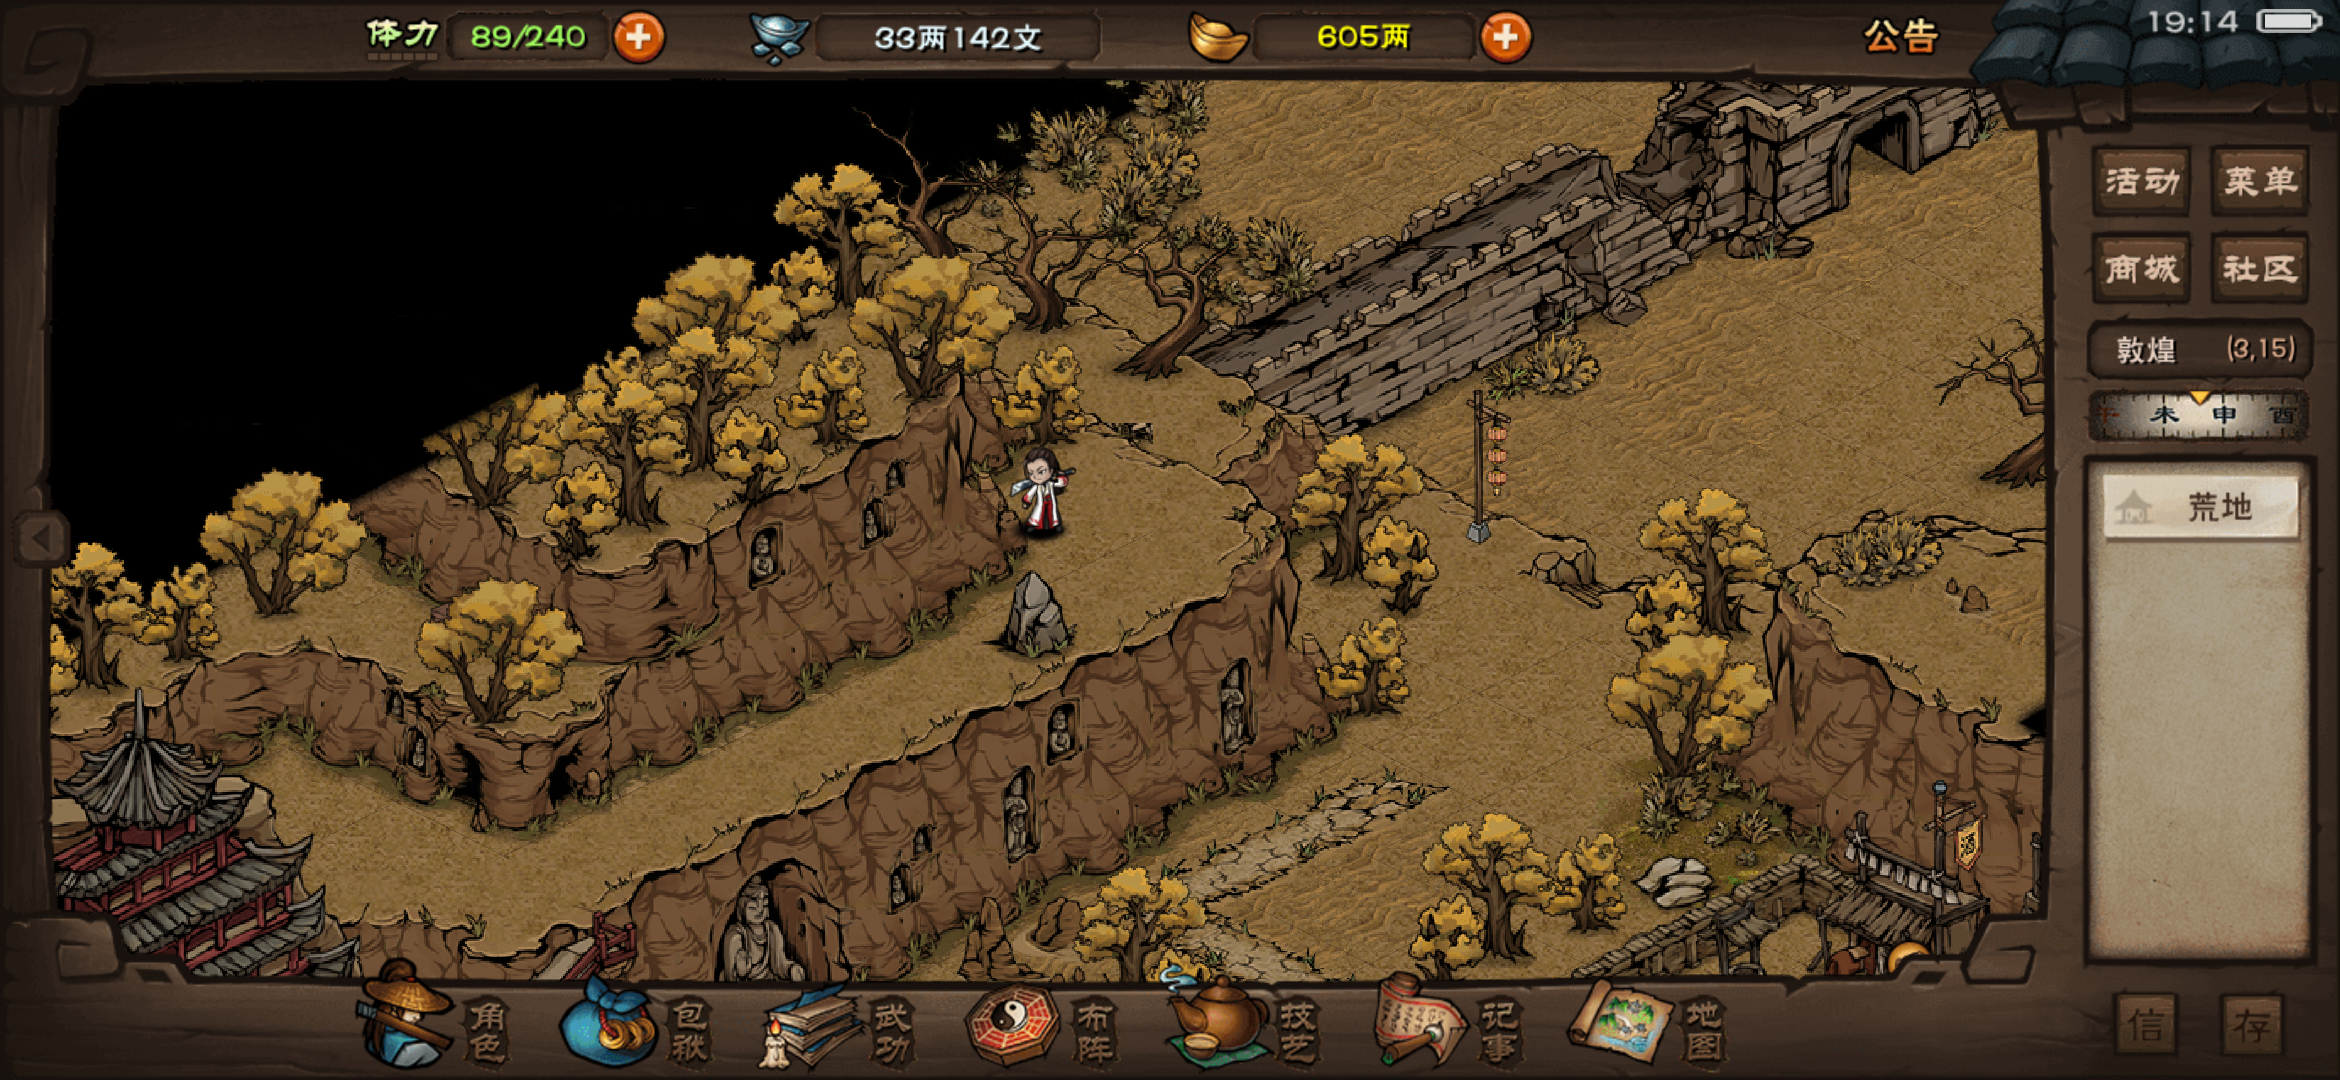 体力 89/240 33两142文 605两 公告 19:14
活动 菜单
商城 社区
敦煌 (3,15)
未 申 酉
荒地
酒
角色 包袱 武功 布阵 技艺 记事 地图 信 存